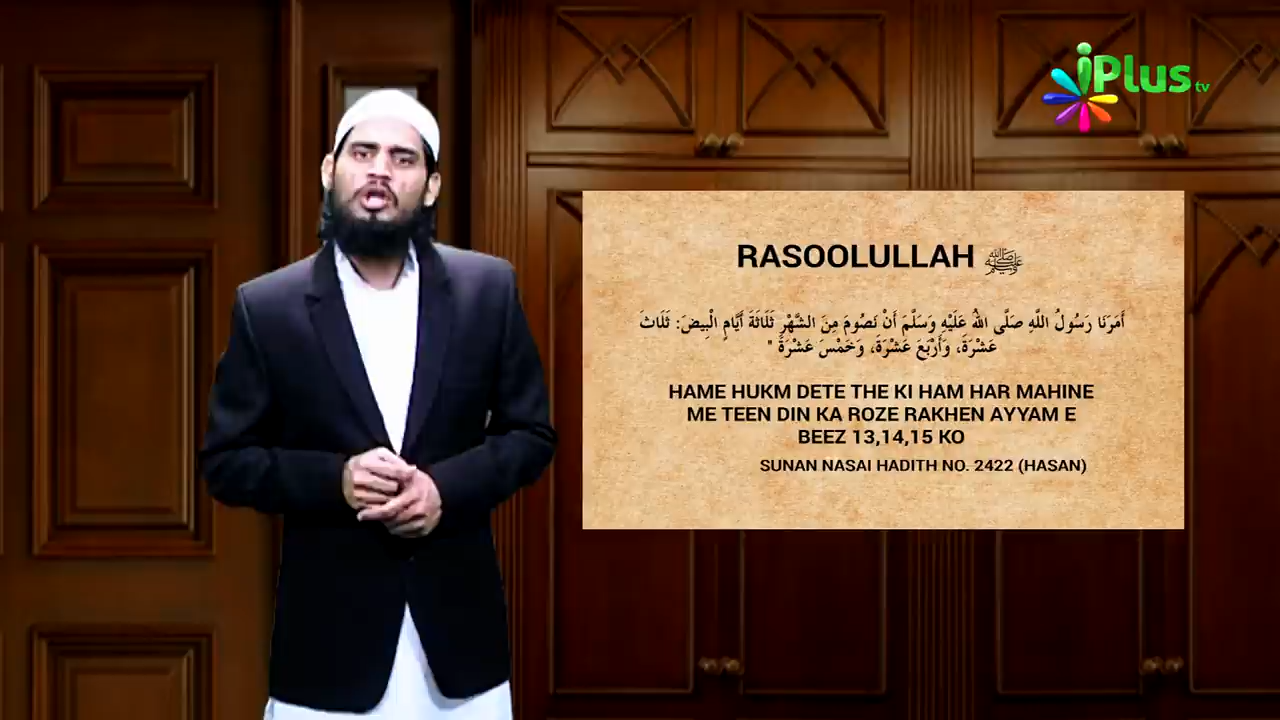 iPlus tv
RASOOLULLAH ﷺ
أَمَرَنَا رَسُولُ اللَّهِ صَلَّى اللهُ عَلَيْهِ وَسَلَّمَ أَنْ نَصُومَ مِنَ الشَّهْرِ ثَلَاثَةَ أَيَّامٍ الْبِيضَ: ثَلَاثَ
عَشْرَةَ، وَأَرْبَعَ عَشْرَةَ، وَخَمْسَ عَشْرَةَ "
HAME HUKM DETE THE KI HAM HAR MAHINE
ME TEEN DIN KA ROZE RAKHEN AYYAM E
BEEZ 13,14,15 KO
SUNAN NASAI HADITH NO. 2422 (HASAN)